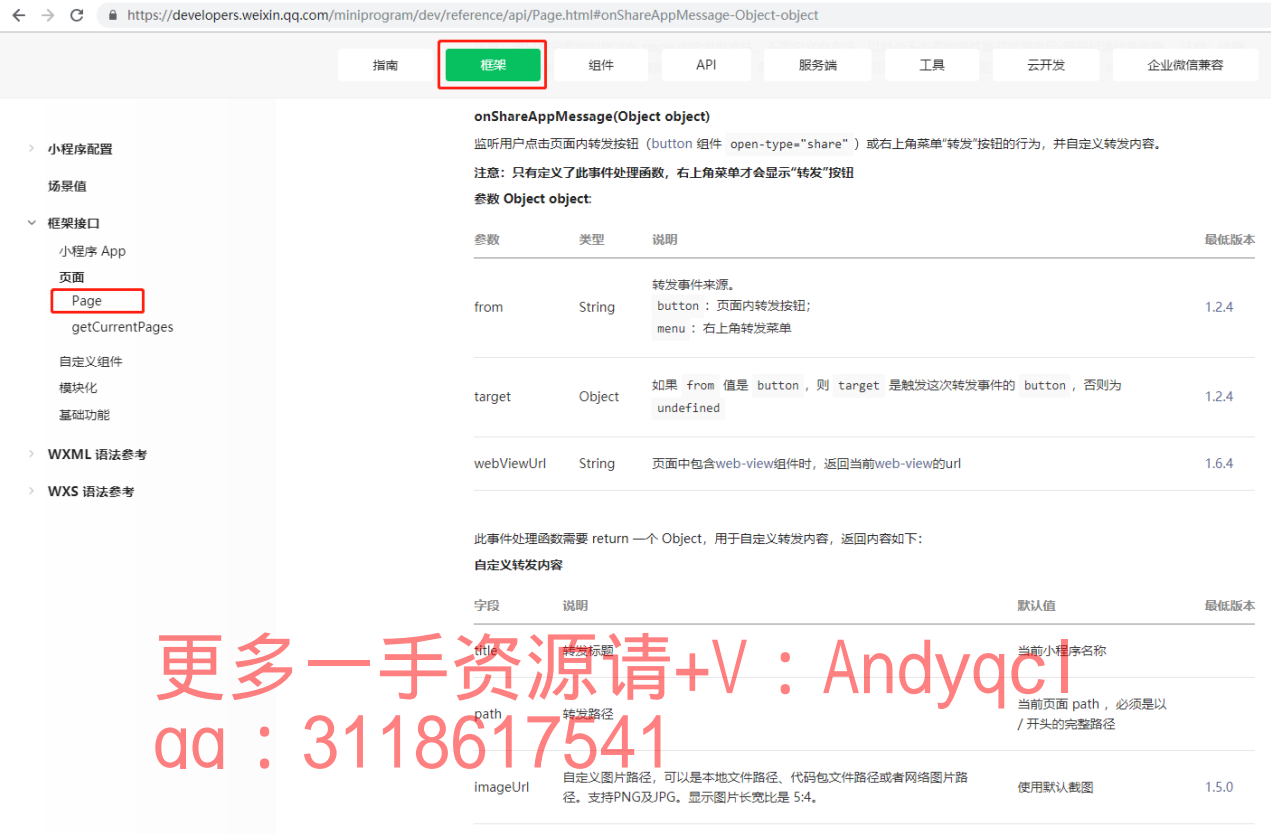 https://developers.weixin.qq.com/miniprogram/dev/reference/api/Page.html#onShareAppMessage-Object-object
指南 框架 组件 API 服务端 工具 云开发 企业微信兼容
小程序配置
场景值
框架接口
小程序 App
页面
Page
getCurrentPages
自定义组件
模块化
基础功能
WXML 语法参考
WXS 语法参考
onShareAppMessage(Object object)
监听用户点击页面内转发按钮（button 组件 open-type="share"）或右上角菜单“转发”按钮的行为，并自定义转发内容。
注意：只有定义了此事件处理函数，右上角菜单才会显示“转发”按钮
参数 Object object:
参数 类型 说明 最低版本
from String 转发事件来源。
button：页面内转发按钮；
menu：右上角转发菜单 1.2.4
target Object 如果 from 值是 button，则 target 是触发这次转发事件的 button，否则为
undefined 1.2.4
webViewUrl String 页面中包含web-view组件时，返回当前web-view的url 1.6.4
此事件处理函数需要 return 一个 Object，用于自定义转发内容，返回内容如下：
自定义转发内容
字段 说明 默认值 最低版本
title 转发标题 当前小程序名称
path 转发路径 当前页面 path ，必须是以
/ 开头的完整路径
imageUrl 自定义图片路径，可以是本地文件路径、代码包文件路径或者网络图片路
径。支持PNG及JPG。显示图片长宽比是 5:4。 使用默认截图 1.5.0
更多一手资源请+V：Andyqcl
qq：3118617541